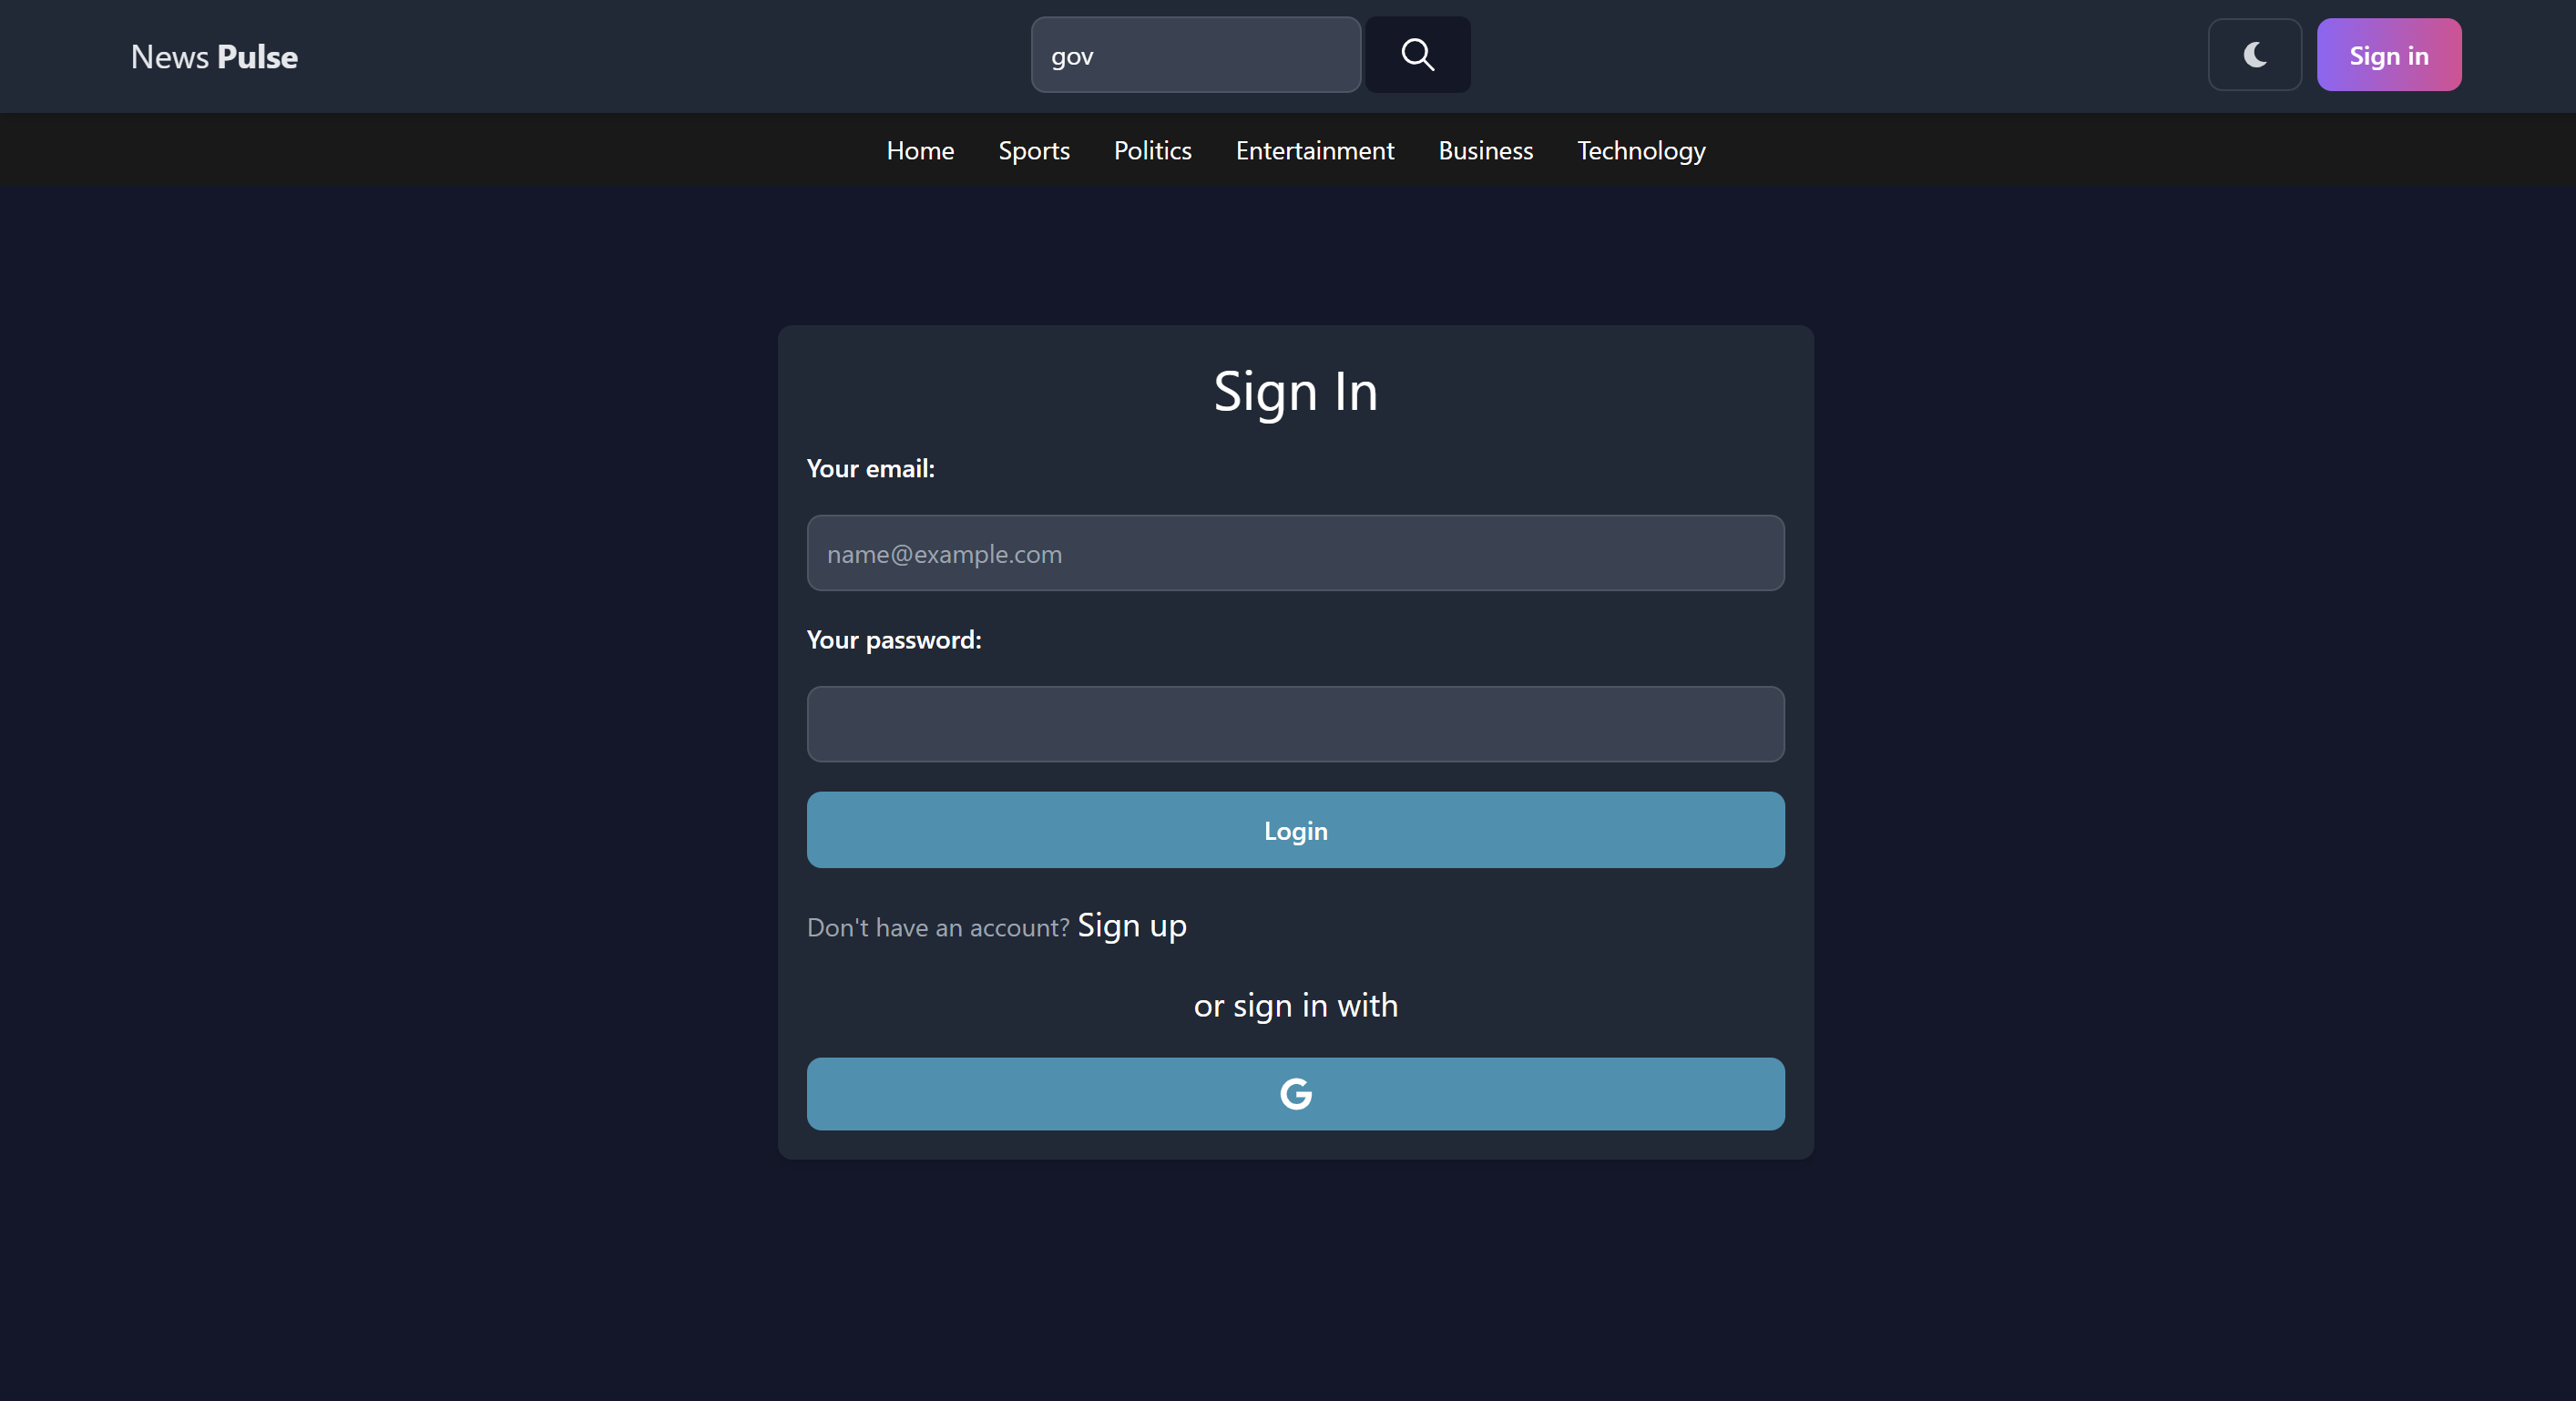 News Pulse
gov
Sign in
Home Sports Politics Entertainment Business Technology
Sign In
Your email:
name@example.com
Your password:
Login
Don't have an account? Sign up
or sign in with
G